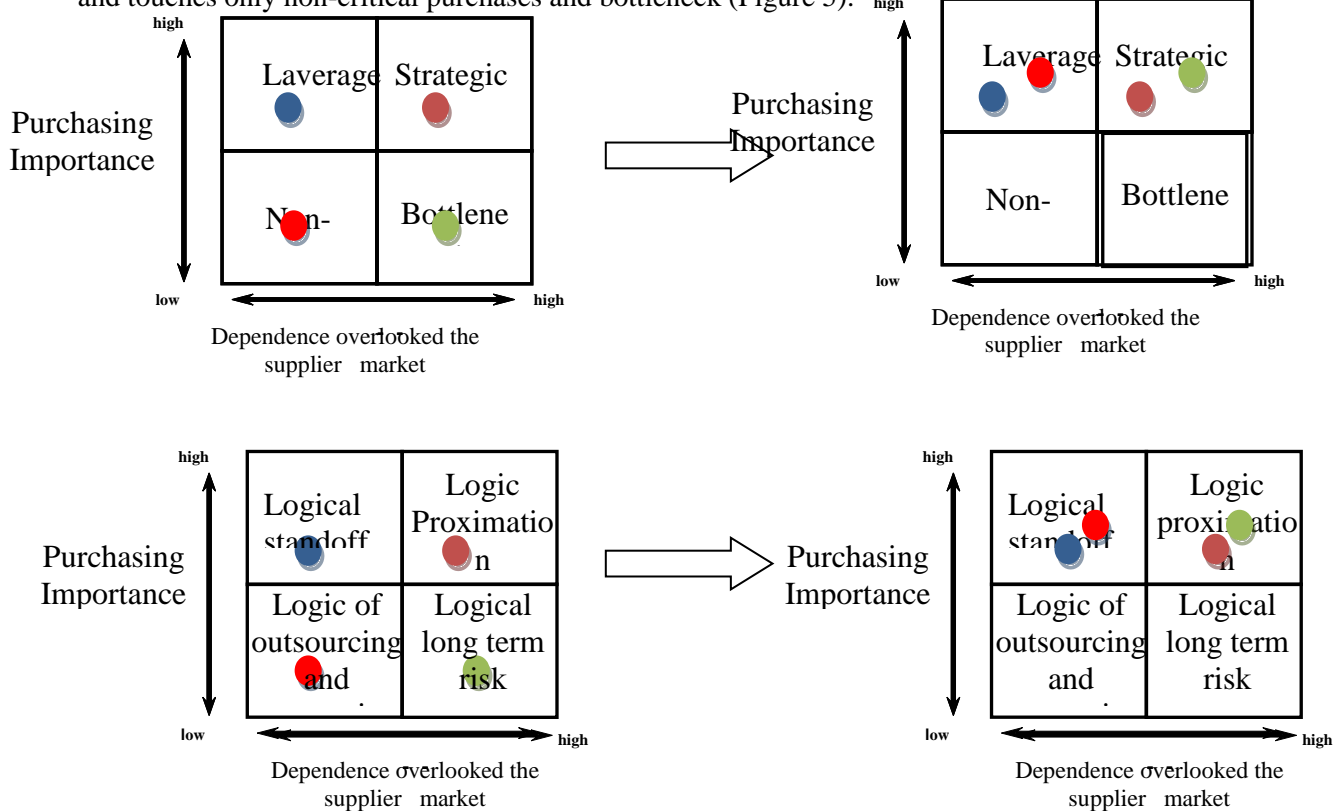 and touches only non-critical purchases and bottleneck (Figure 5).
high
Laverage Strategic
Purchasing
Importance
Non-
Bottlene
low
high
Dependence overlooked the
supplier market
high
Laverage Strategic
Purchasing
Importance
Non-
Bottlene
low
high
Dependence overlooked the
supplier market
high
Logical
standoff
Logic
Proximatio
n
Purchasing
Importance
Logic of
outsourcing
and
Logical
long term
risk
low
high
Dependence overlooked the
supplier market
high
Logical
standoff
Logic
proximatio
n
Purchasing
Importance
Logic of
outsourcing
and
Logical
long term
risk
low
high
Dependence overlooked the
supplier market